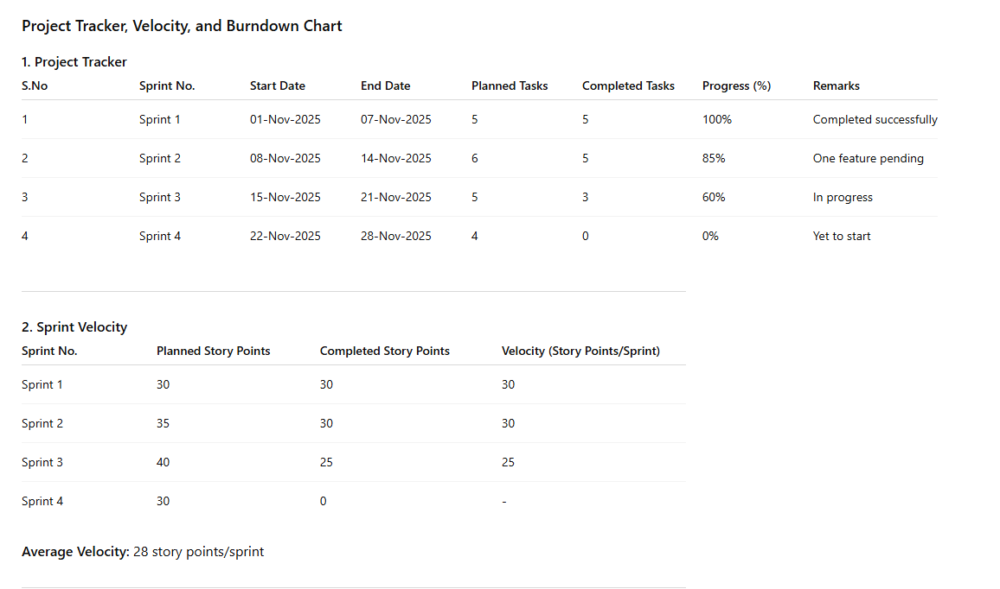 Project Tracker, Velocity, and Burndown Chart
1. Project Tracker
S.No Sprint No. Start Date End Date Planned Tasks Completed Tasks Progress (%) Remarks
1 Sprint 1 01-Nov-2025 07-Nov-2025 5 5 100% Completed successfully
2 Sprint 2 08-Nov-2025 14-Nov-2025 6 5 85% One feature pending
3 Sprint 3 15-Nov-2025 21-Nov-2025 5 3 60% In progress
4 Sprint 4 22-Nov-2025 28-Nov-2025 4 0 0% Yet to start
2. Sprint Velocity
Sprint No. Planned Story Points Completed Story Points Velocity (Story Points/Sprint)
Sprint 1 30 30 30
Sprint 2 35 30 30
Sprint 3 40 25 25
Sprint 4 30 0 -
Average Velocity: 28 story points/sprint